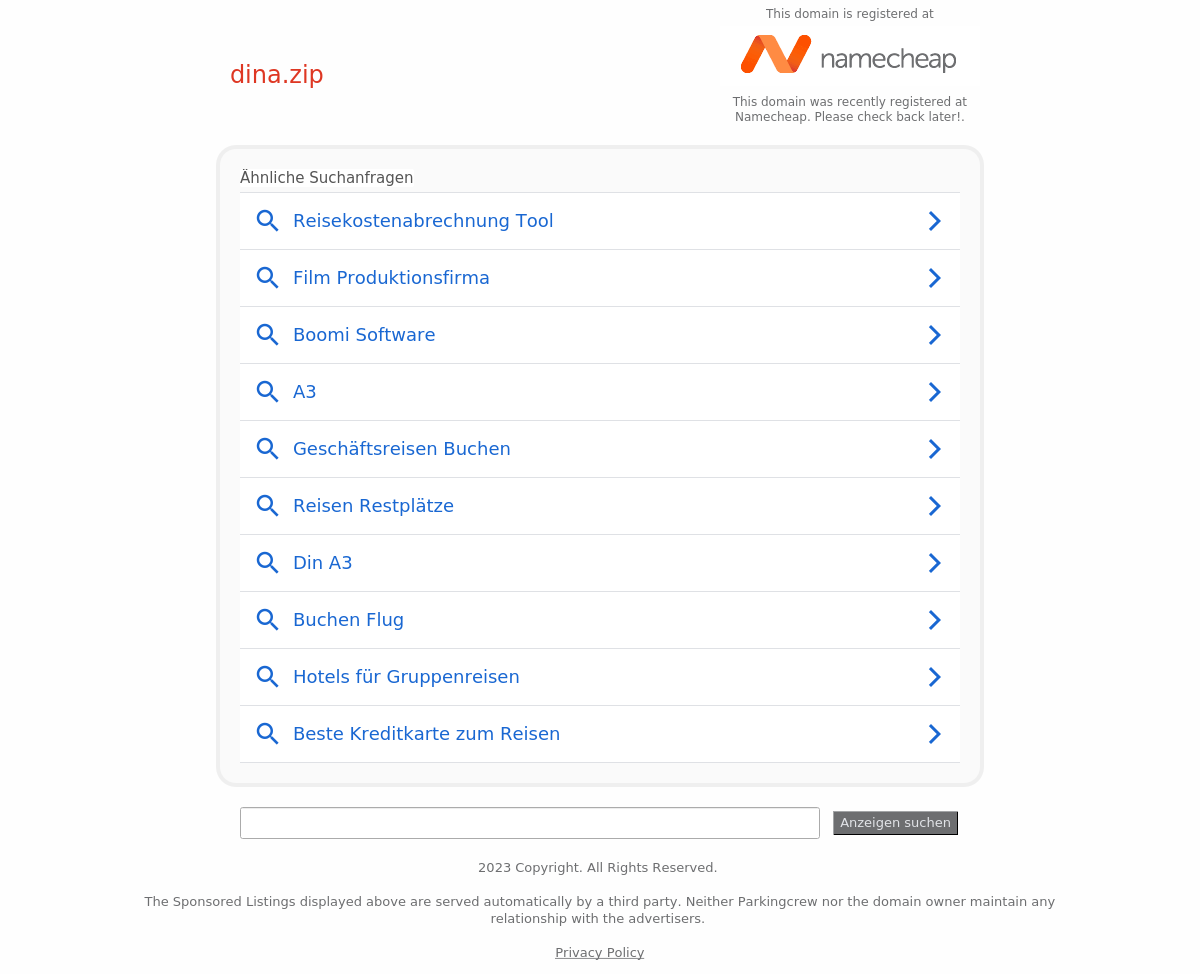 This domain is registered at
dina.zip
namecheap
This domain was recently registered at
Namecheap. Please check back later!.
Ähnliche Suchanfragen
Reisekostenabrechnung Tool
Film Produktionsfirma
Boomi Software
A3
Geschäftsreisen Buchen
Reisen Restplätze
Din A3
Buchen Flug
Hotels für Gruppenreisen
Beste Kreditkarte zum Reisen
Anzeigen suchen
2023 Copyright. All Rights Reserved.
The Sponsored Listings displayed above are served automatically by a third party. Neither Parkingcrew nor the domain owner maintain any
relationship with the advertisers.
Privacy Policy